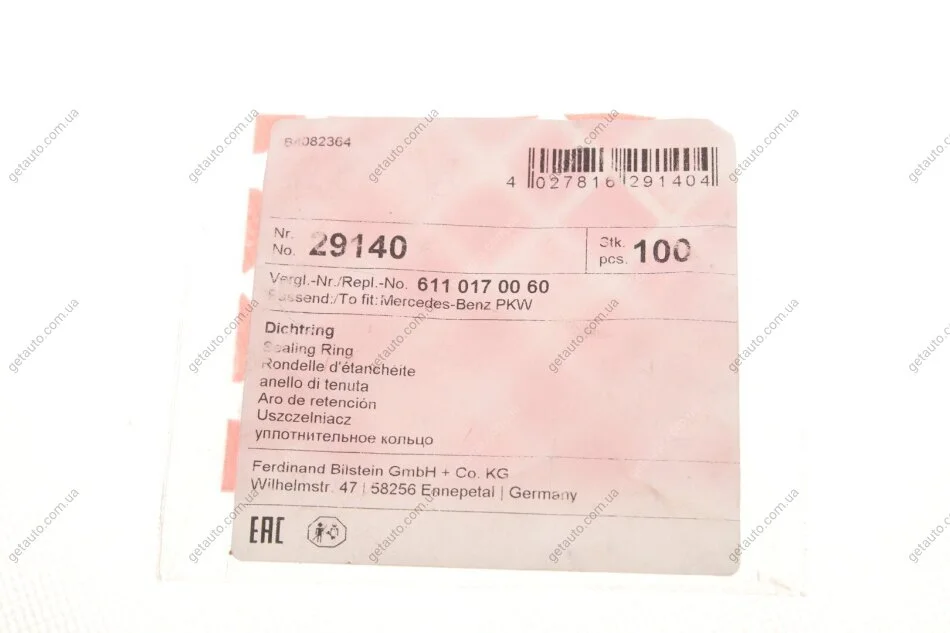 64082364
4 027816 291404
Nr.
No. 29140
Stk.
pcs. 100
Vergl.-Nr./Repl.-No. 611 017 00 60
Passend:/To fit: Mercedes-Benz PKW
Dichtring
Sealing Ring
Rondelle d'étanchéite
anello di tenuta
Aro de retención
Uszczelniacz
уплотнительное кольцо
Ferdinand Bilstein GmbH + Co. KG
Wilhelmstr. 47 | 58256 Ennepetal | Germany
EAC
getauto.com.ua